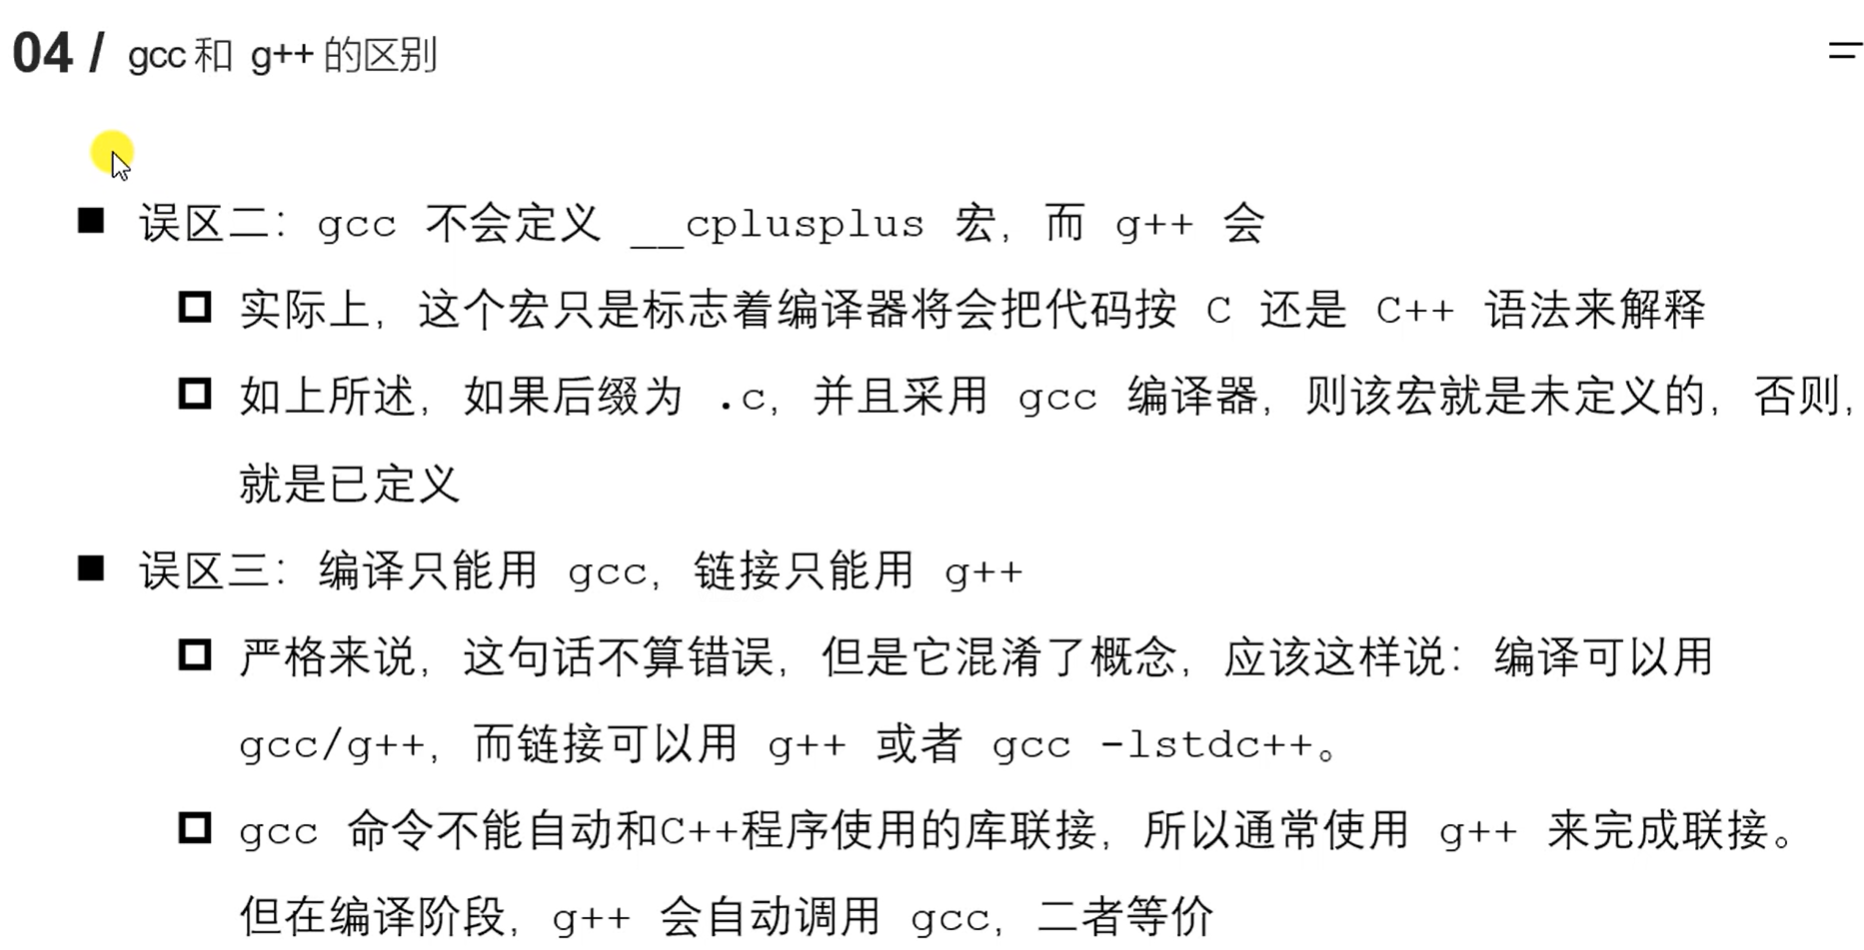 04 / gcc 和 g++ 的区别
■ 误区二：gcc 不会定义 __cplusplus 宏，而 g++ 会
实际上，这个宏只是标志着编译器将会把代码按 C 还是 C++ 语法来解释
如上所述，如果后缀为 .c，并且采用 gcc 编译器，则该宏就是未定义的，否则，
就是已定义
■ 误区三：编译只能用 gcc，链接只能用 g++
严格来说，这句话不算错误，但是它混淆了概念，应该这样说：编译可以用
gcc/g++，而链接可以用 g++ 或者 gcc -lstdc++。
gcc 命令不能自动和C++程序使用的库联接，所以通常使用 g++ 来完成联接。
但在编译阶段，g++ 会自动调用 gcc，二者等价